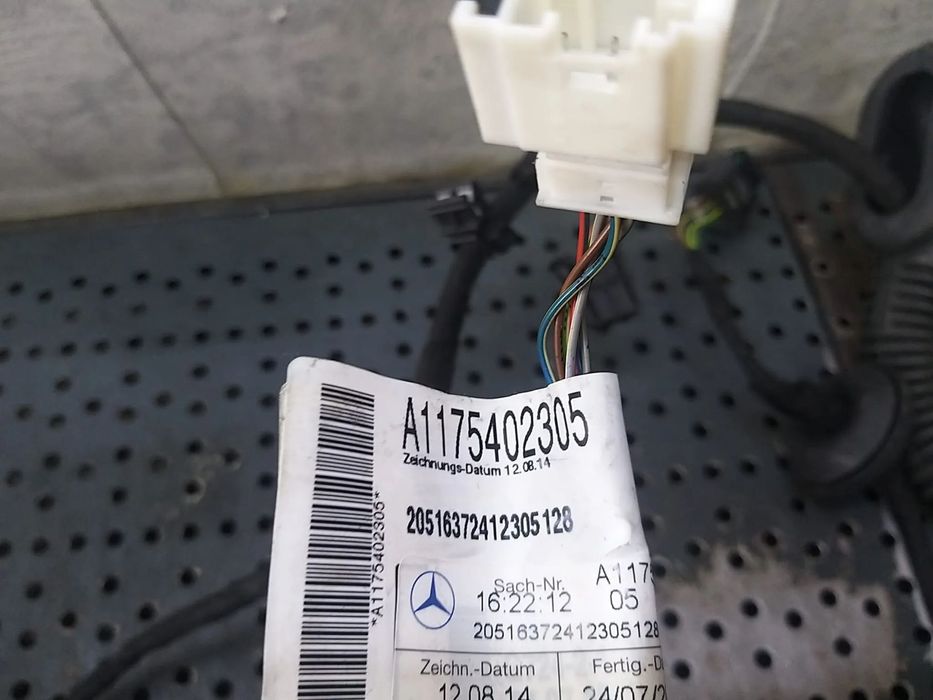 A1175402305
Zeichnungs-Datum 12.08.14
20516372412305128
*A1175402305*
Sach-Nr.
16:22:12 05
20516372412305128
Zeichn.-Datum
12.08.14